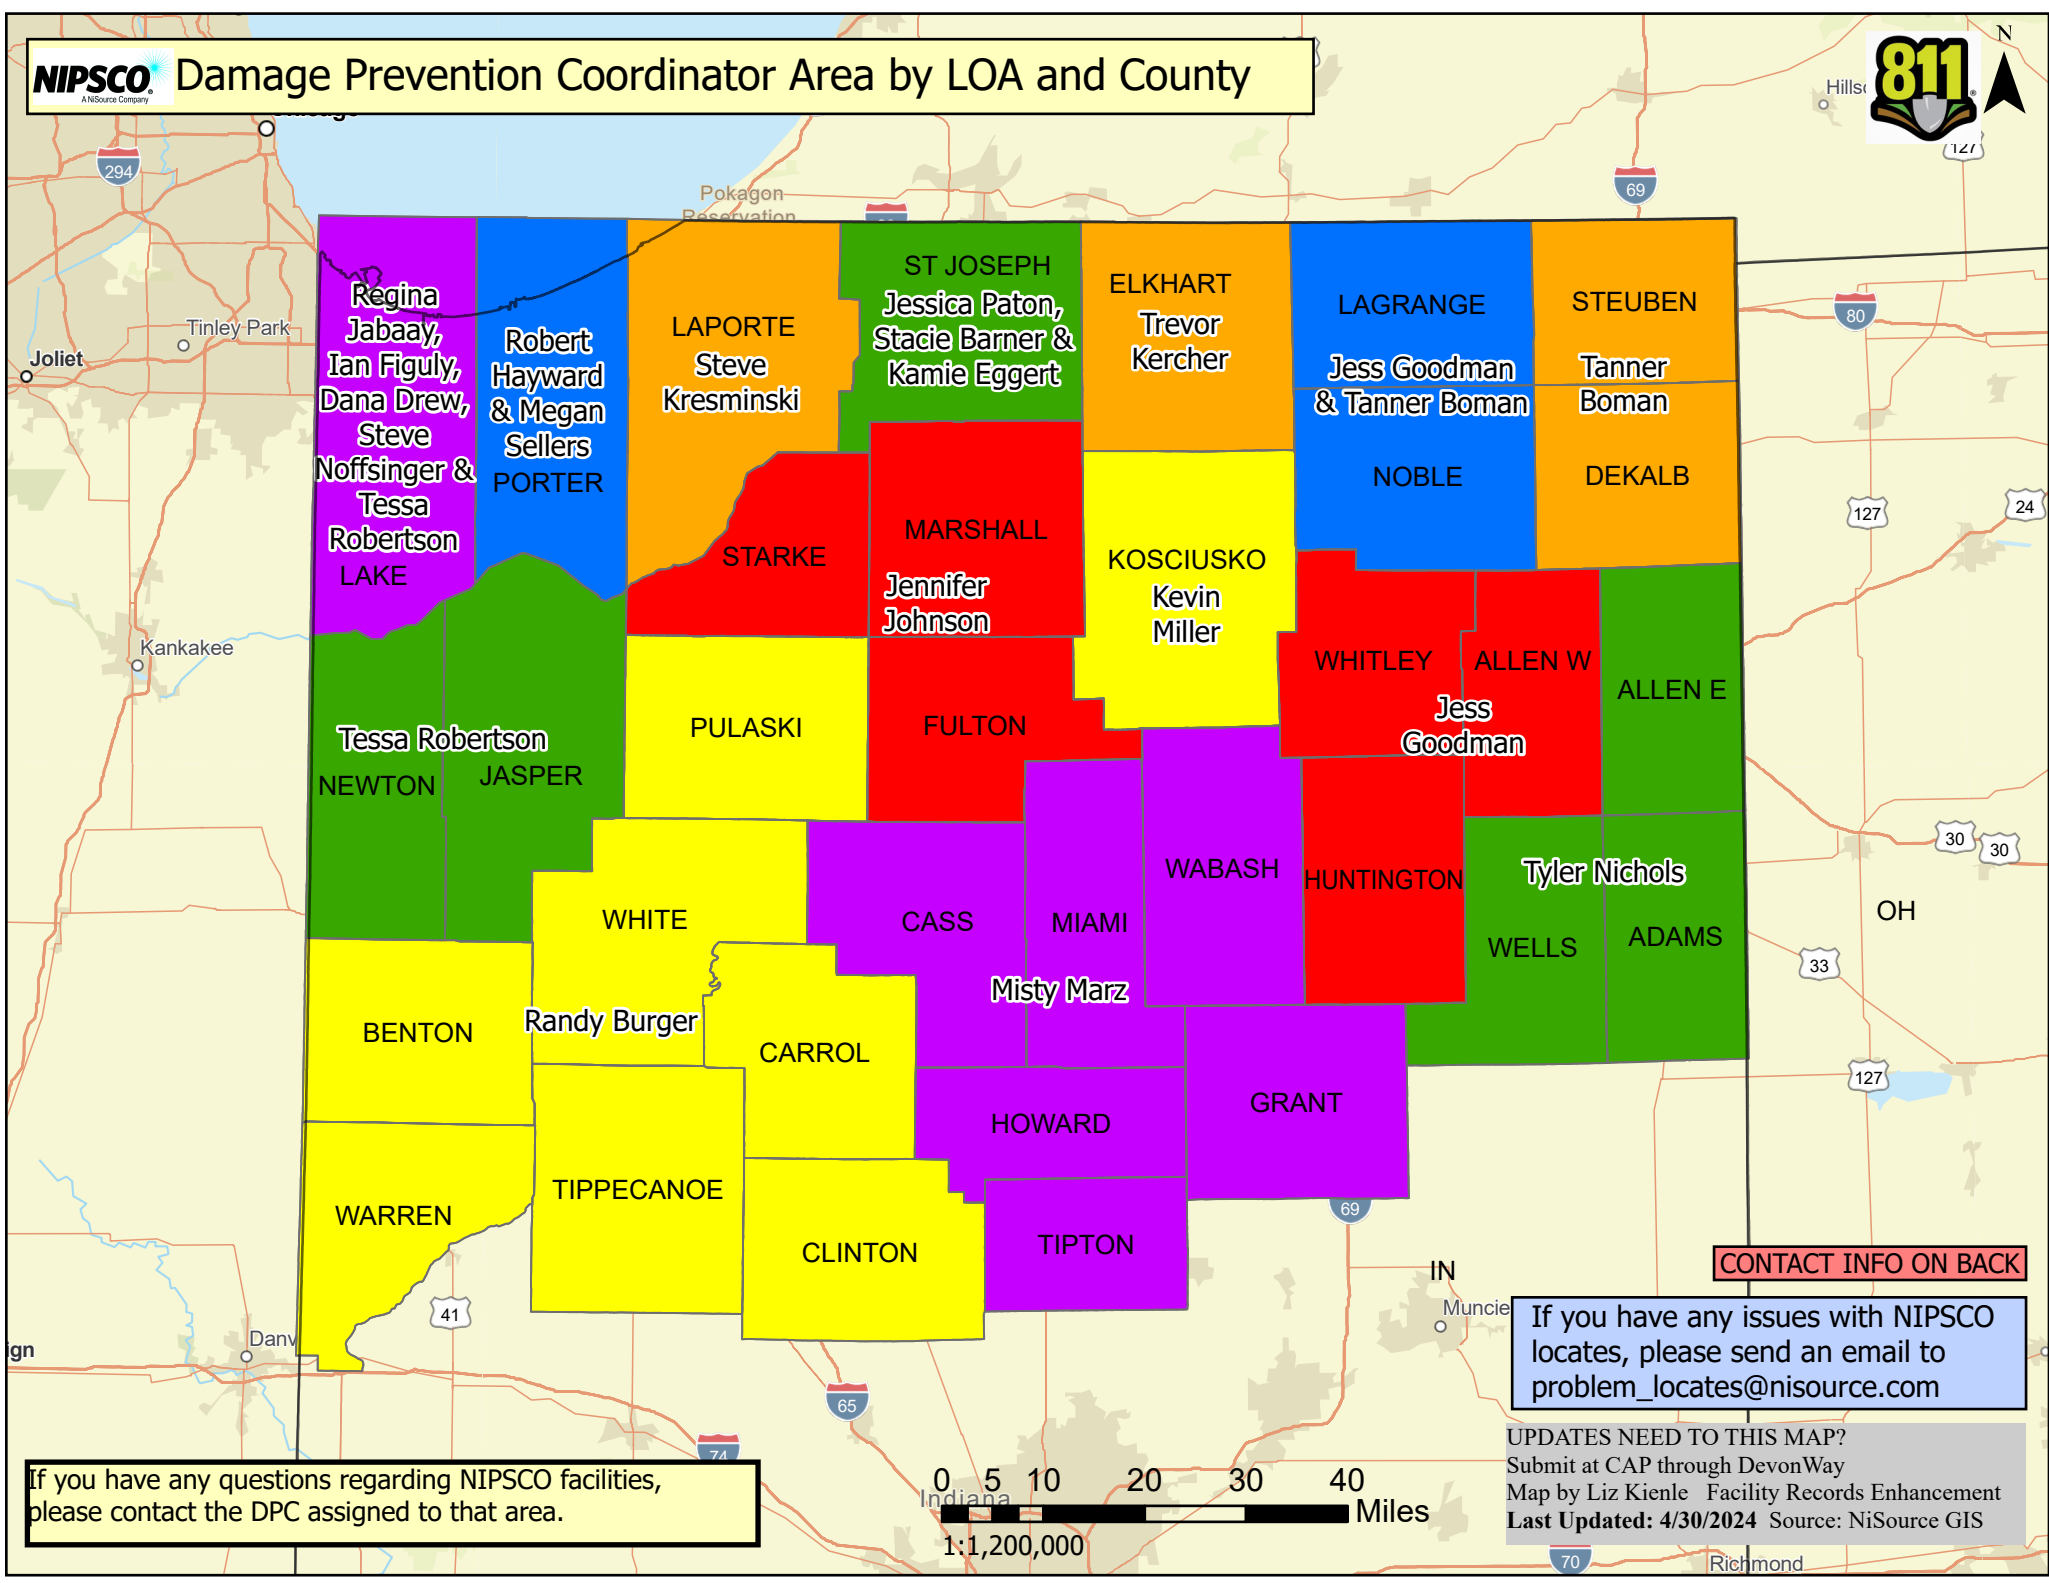 NIPSCO®
A NiSource Company
Damage Prevention Coordinator Area by LOA and County
811
N
294
69
127
Pokagon
Reservation
Tinley Park
Joliet
Kankakee
80
127
24
30
30
33
127
OH
IN
Muncie
69
41
65
74
70
Richmond
Indiana
Regina
Jabaay,
Ian Figuly,
Dana Drew,
Steve
Noffsinger &
Tessa
Robertson
LAKE
Robert
Hayward
& Megan
Sellers
PORTER
LAPORTE
Steve
Kresminski
ST JOSEPH
Jessica Paton,
Stacie Barner &
Kamie Eggert
ELKHART
Trevor
Kercher
LAGRANGE
Jess Goodman
& Tanner Boman
NOBLE
STEUBEN
Tanner
Boman
DEKALB
STARKE
MARSHALL
Jennifer
Johnson
KOSCIUSKO
Kevin
Miller
WHITLEY
ALLEN W
Jess
Goodman
ALLEN E
PULASKI
FULTON
Tessa Robertson
NEWTON
JASPER
WHITE
CASS
MIAMI
WABASH
HUNTINGTON
Tyler Nichols
WELLS
ADAMS
Misty Marz
BENTON
Randy Burger
CARROL
HOWARD
GRANT
WARREN
TIPPECANOE
CLINTON
TIPTON
CONTACT INFO ON BACK
If you have any issues with NIPSCO
locates, please send an email to
problem_locates@nisource.com
UPDATES NEED TO THIS MAP?
Submit at CAP through DevonWay
Map by Liz Kienle Facility Records Enhancement
Last Updated: 4/30/2024 Source: NiSource GIS
If you have any questions regarding NIPSCO facilities,
please contact the DPC assigned to that area.
0 5 10 20 30 40
Miles
1:1,200,000